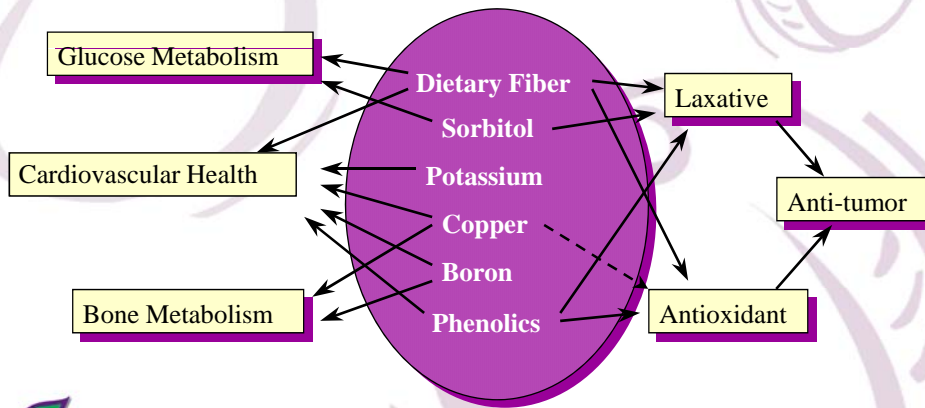 Glucose Metabolism
Cardiovascular Health
Bone Metabolism
Dietary Fiber
Sorbitol
Potassium
Copper
Boron
Phenolics
Laxative
Anti-tumor
Antioxidant